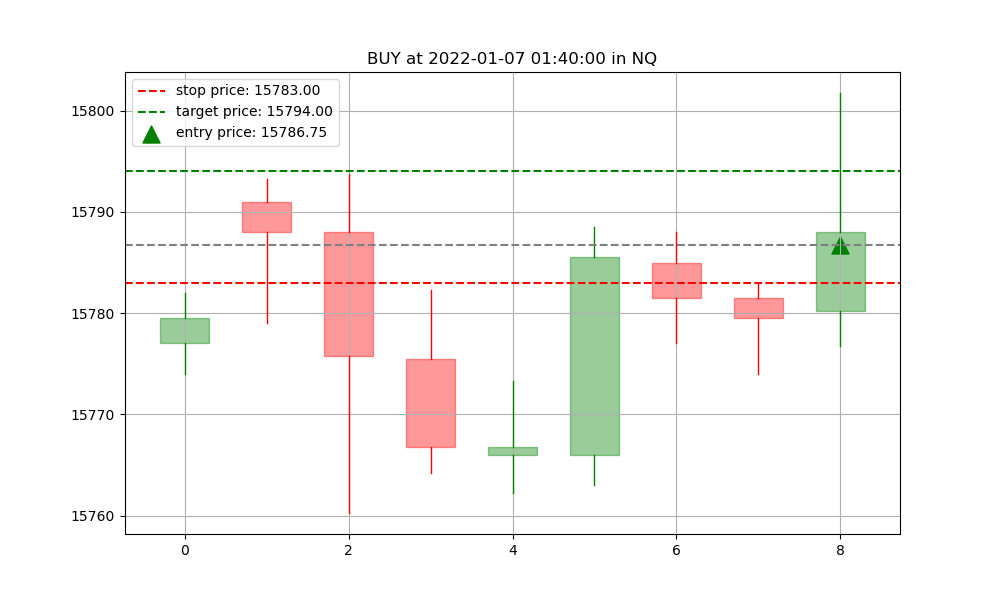 BUY at 2022-01-07 01:40:00 in NQ
stop price: 15783.00
target price: 15794.00
entry price: 15786.75
15800
15790
15780
15770
15760
0 2 4 6 8